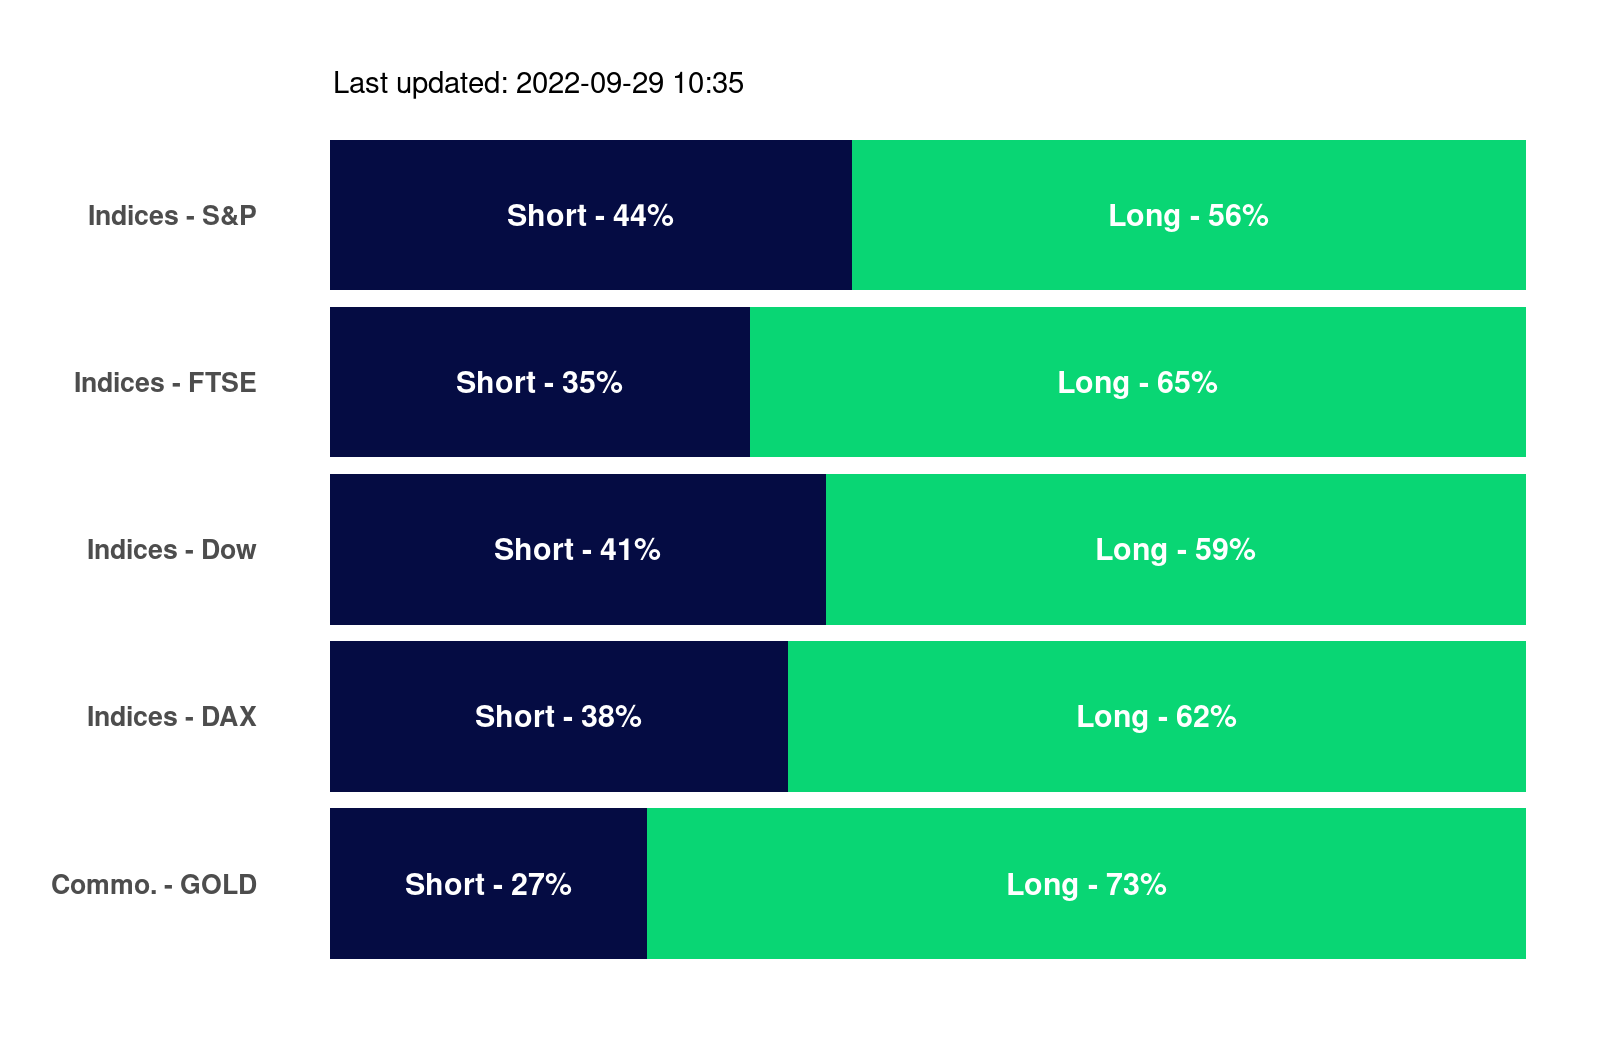 Last updated: 2022-09-29 10:35
Indices - S&P Short - 44% Long - 56%
Indices - FTSE Short - 35% Long - 65%
Indices - Dow Short - 41% Long - 59%
Indices - DAX Short - 38% Long - 62%
Commo. - GOLD Short - 27% Long - 73%